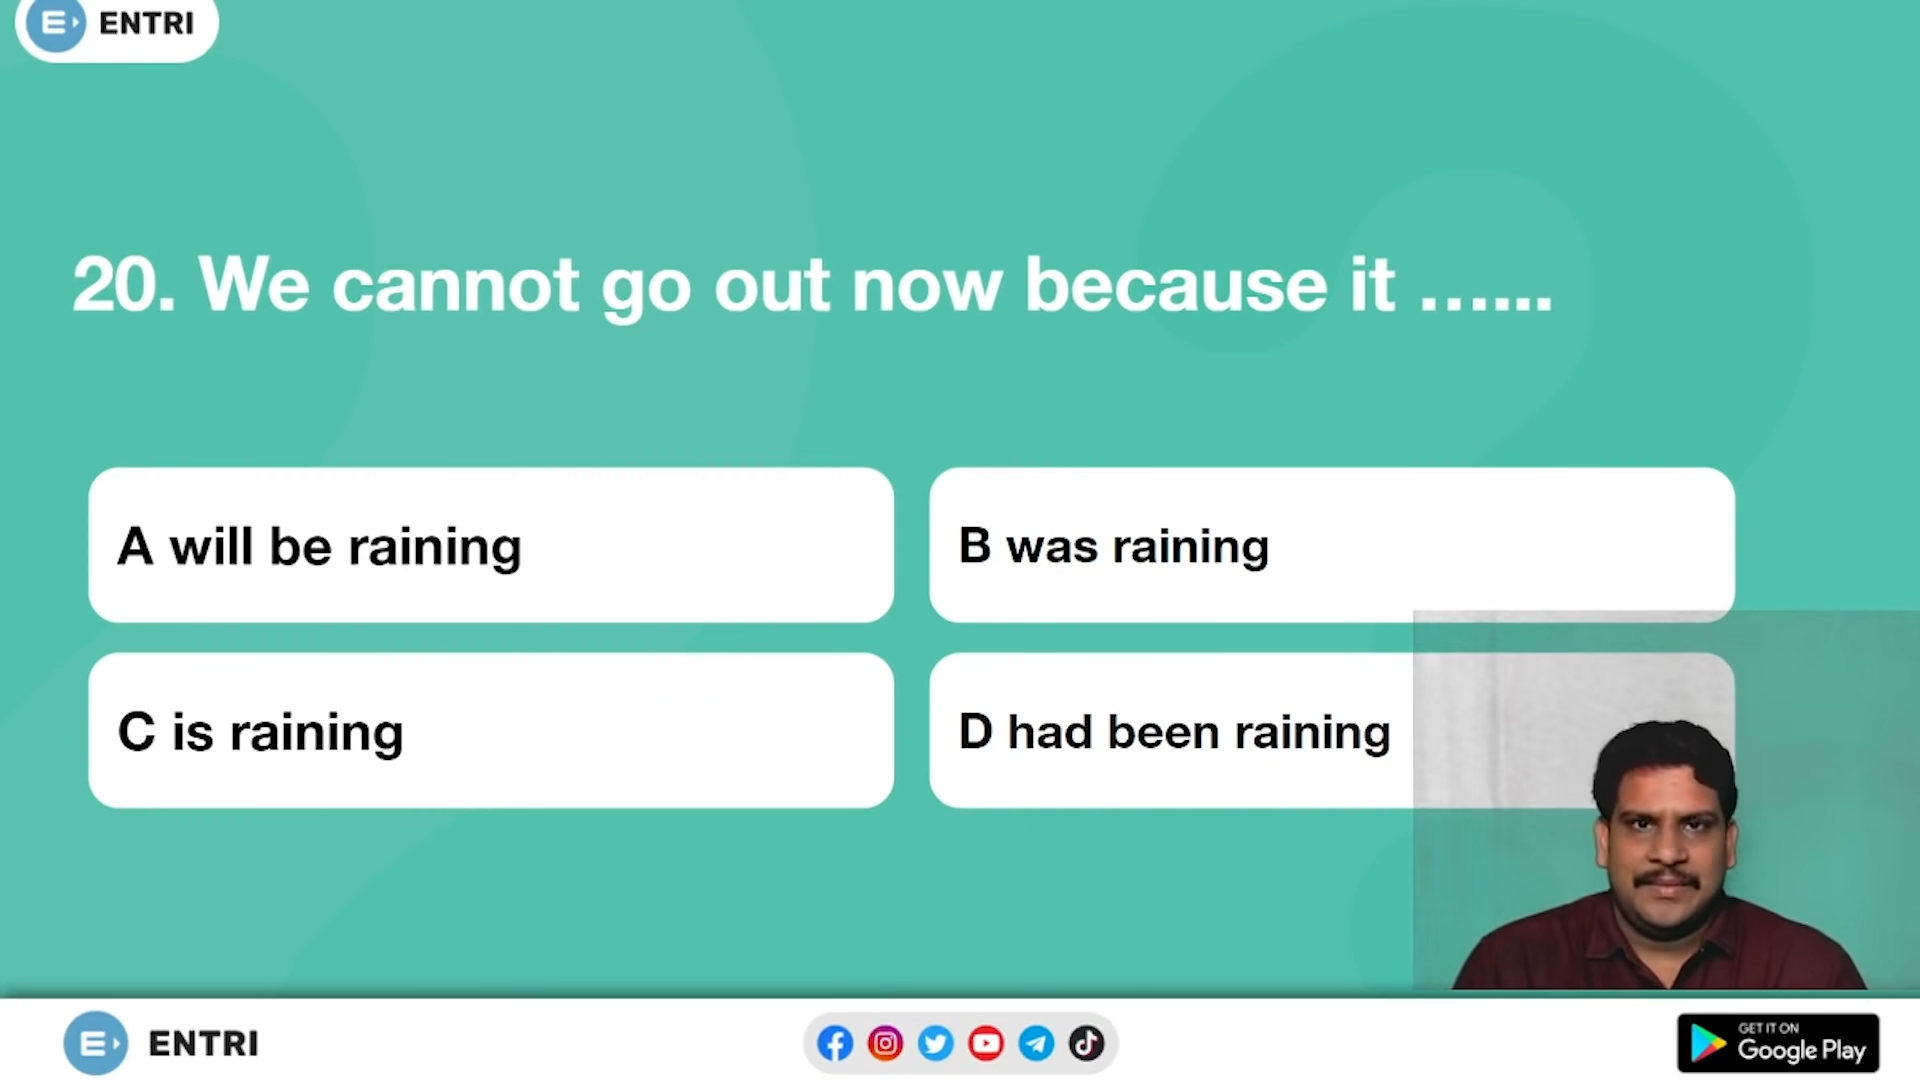 ENTRI
20. We cannot go out now because it ......
A will be raining
B was raining
C is raining
D had been raining
ENTRI
GET IT ON
Google Play